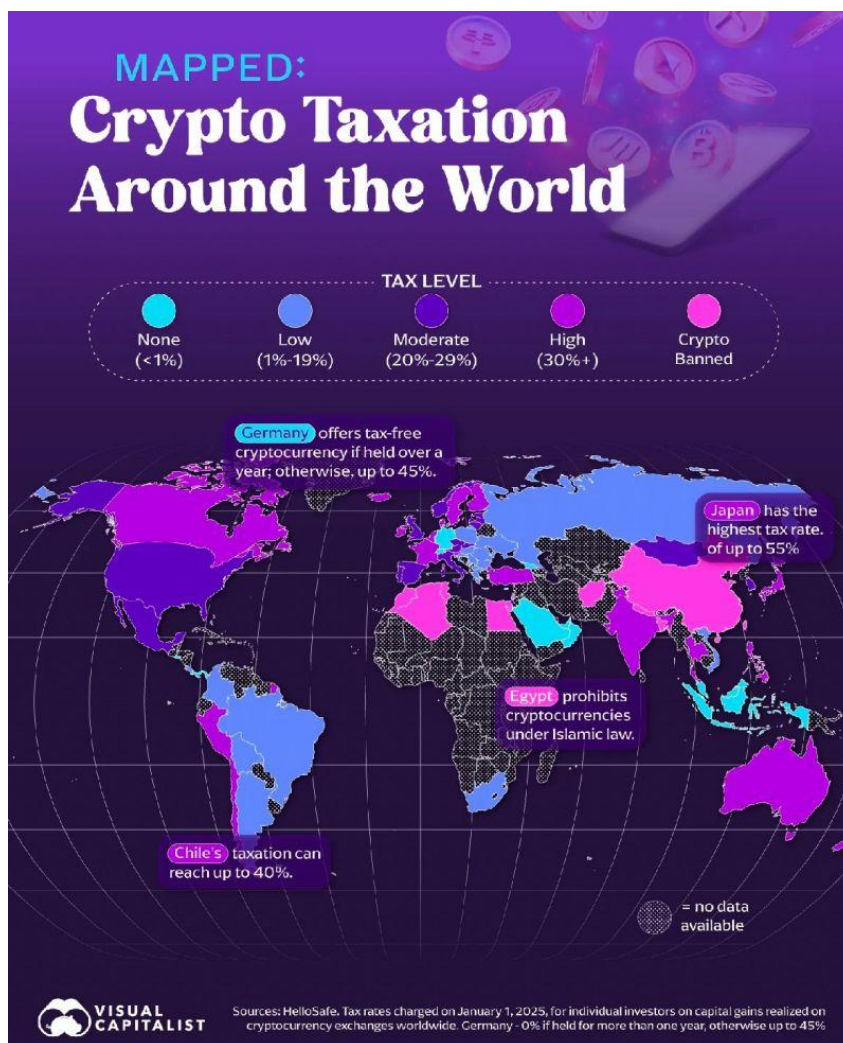 MAPPED:
Crypto Taxation
Around the World
TAX LEVEL
None
(<1%)
Low
(1%-19%)
Moderate
(20%-29%)
High
(30%+)
Crypto
Banned
Germany offers tax-free
cryptocurrency if held over a
year; otherwise, up to 45%.
Japan has the
highest tax rate.
of up to 55%
Egypt prohibits
cryptocurrencies
under Islamic law.
Chile's taxation can
reach up to 40%.
= no data
available
VISUAL
CAPITALIST
Sources: HelloSafe. Tax rates charged on January 1, 2025, for individual investors on capital gains realized on
cryptocurrency exchanges worldwide. Germany - 0% if held for more than one year, otherwise up to 45%